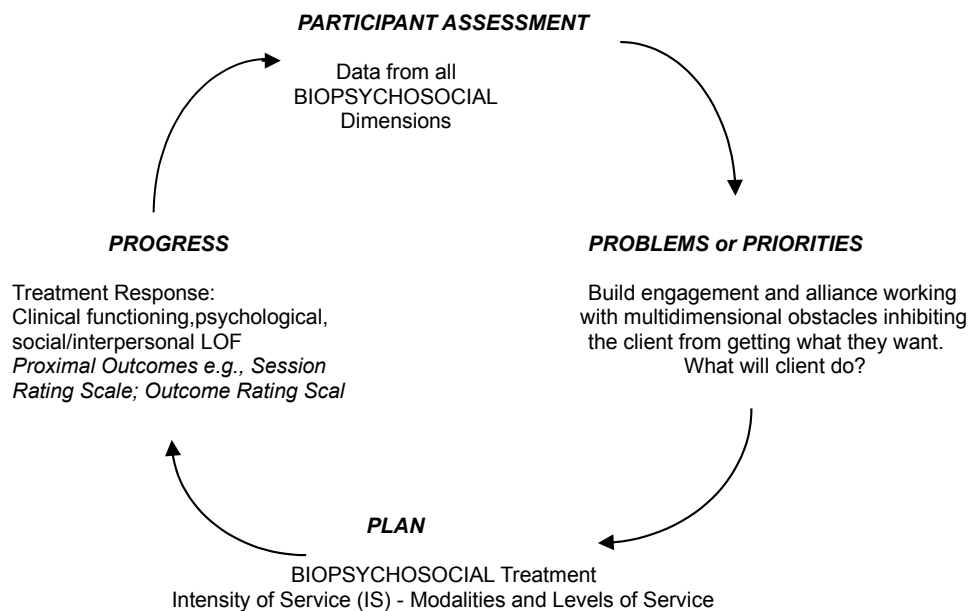 PARTICIPANT ASSESSMENT
Data from all
BIOPSYCHOSOCIAL
Dimensions
PROBLEMS or PRIORITIES
Build engagement and alliance working
with multidimensional obstacles inhibiting
the client from getting what they want.
What will client do?
PLAN
BIOPSYCHOSOCIAL Treatment
Intensity of Service (IS) - Modalities and Levels of Service
PROGRESS
Treatment Response:
Clinical functioning,psychological,
social/interpersonal LOF
Proximal Outcomes e.g., Session
Rating Scale; Outcome Rating Scal